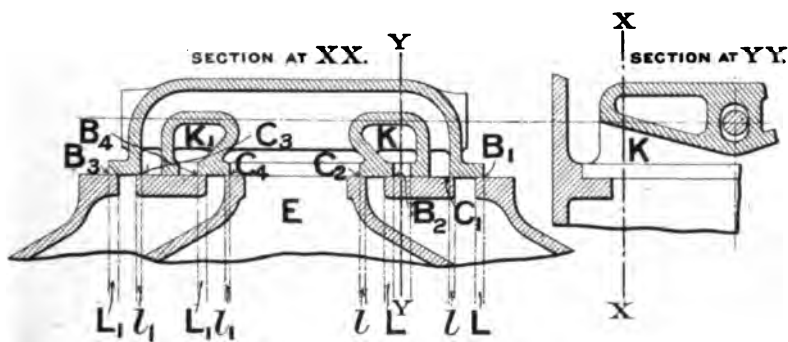 X
SECTION AT XX. Y SECTION AT YY.
B4 K1 C3 K K
B3 C4 C2 B1
E B2 C1
Y X
L1 l1 L1 l1 l L l L